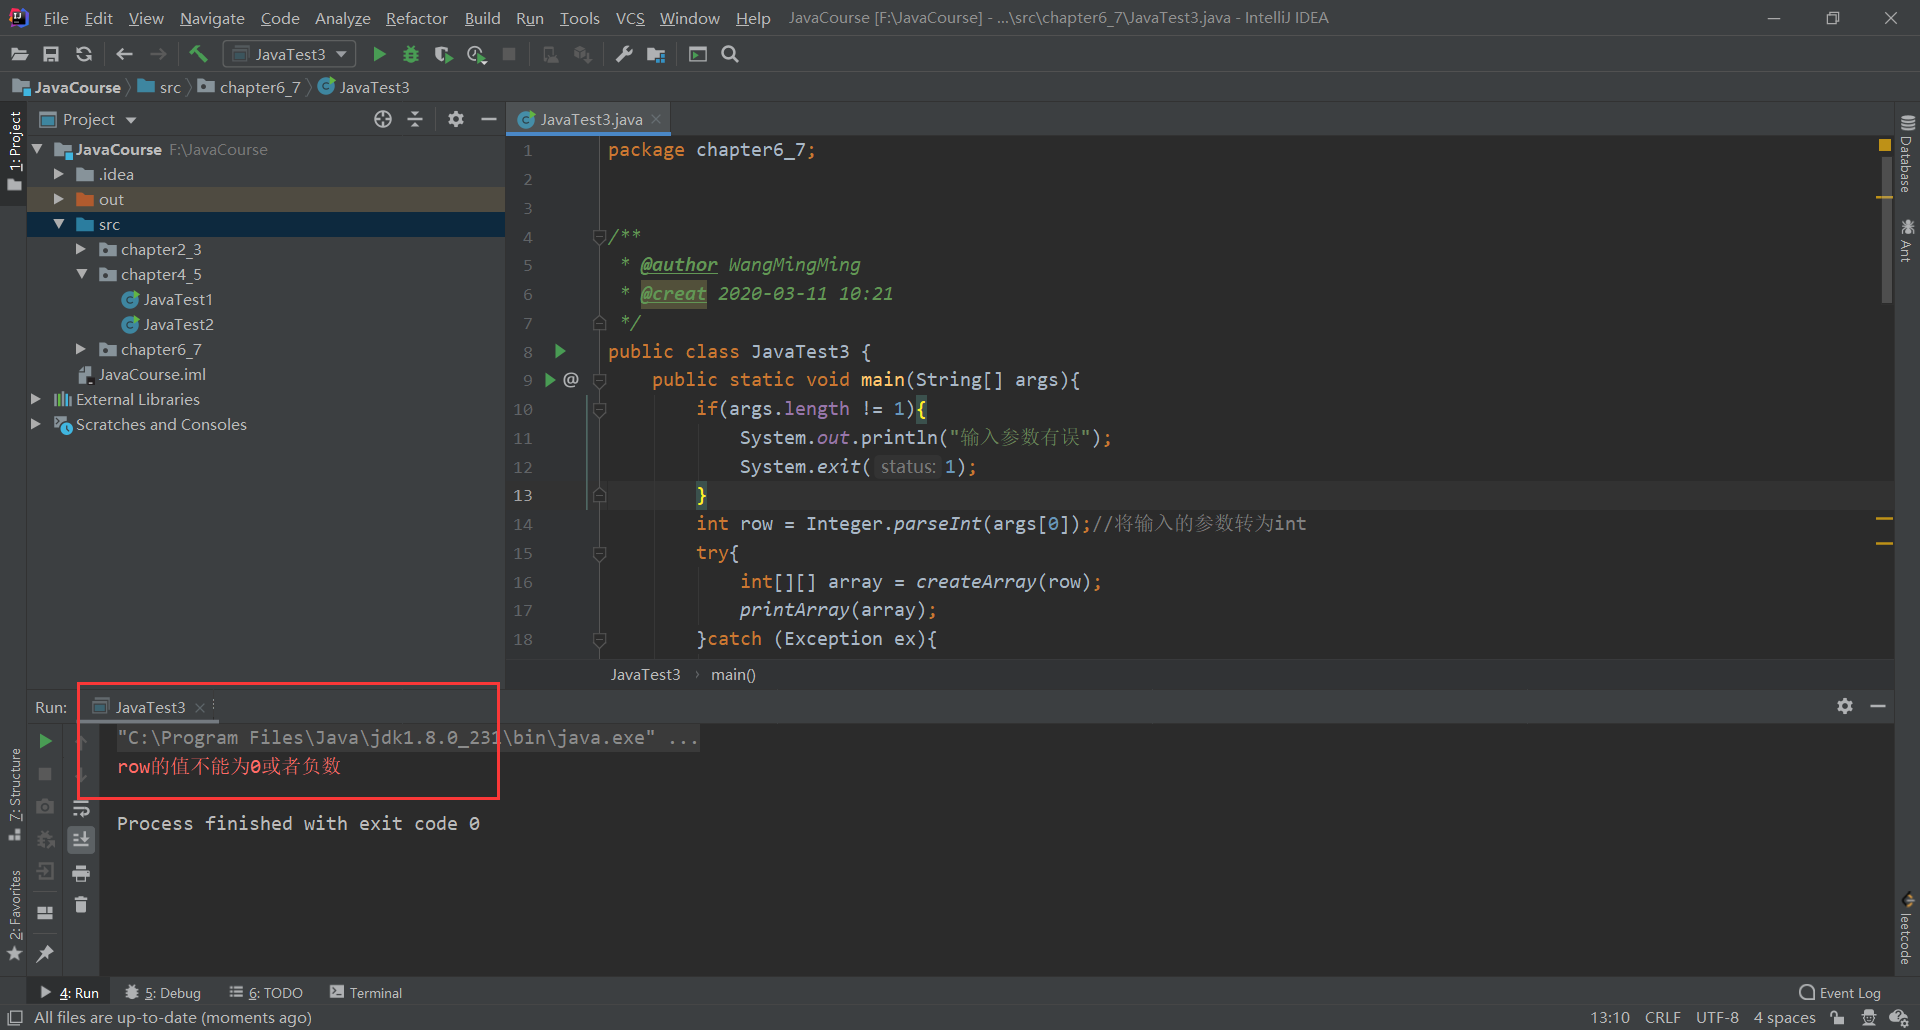 File Edit View Navigate Code Analyze Refactor Build Run Tools VCS Window Help JavaCourse [F:\JavaCourse] - ...\src\chapter6_7\JavaTest3.java - IntelliJ IDEA
JavaTest3
JavaCourse src chapter6_7 JavaTest3
1: Project
Project
JavaCourse F:\JavaCourse
.idea
out
src
chapter2_3
chapter4_5
JavaTest1
JavaTest2
chapter6_7
JavaCourse.iml
External Libraries
Scratches and Consoles
JavaTest3.java
1 package chapter6_7;
2
3
4 /**
5 * @author WangMingMing
6 * @creat 2020-03-11 10:21
7 */
8 public class JavaTest3 {
9 @ public static void main(String[] args){
10 if(args.length != 1){
11 System.out.println("输入参数有误");
12 System.exit( status: 1);
13 }
14 int row = Integer.parseInt(args[0]);//将输入的参数转为int
15 try{
16 int[][] array = createArray(row);
17 printArray(array);
18 }catch (Exception ex){
JavaTest3 › main()
Database
Ant
leetcode
Run: JavaTest3
"C:\Program Files\Java\jdk1.8.0_231\bin\java.exe" ...
row的值不能为0或者负数
Process finished with exit code 0
7: Structure
2: Favorites
4: Run 5: Debug 6: TODO Terminal Event Log
All files are up-to-date (moments ago) 13:10 CRLF UTF-8 4 spaces